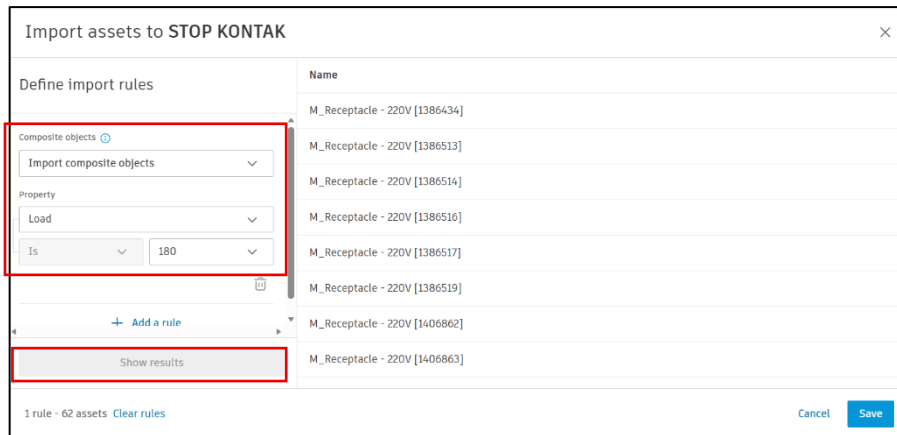 Import assets to STOP KONTAK
Define import rules
Composite objects
Import composite objects
Property
Load
Is 180
+ Add a rule
Show results
Name
M_Receptacle - 220V [1386434]
M_Receptacle - 220V [1386513]
M_Receptacle - 220V [1386514]
M_Receptacle - 220V [1386516]
M_Receptacle - 220V [1386517]
M_Receptacle - 220V [1386519]
M_Receptacle - 220V [1406862]
M_Receptacle - 220V [1406863]
1 rule - 62 assets Clear rules
Cancel Save